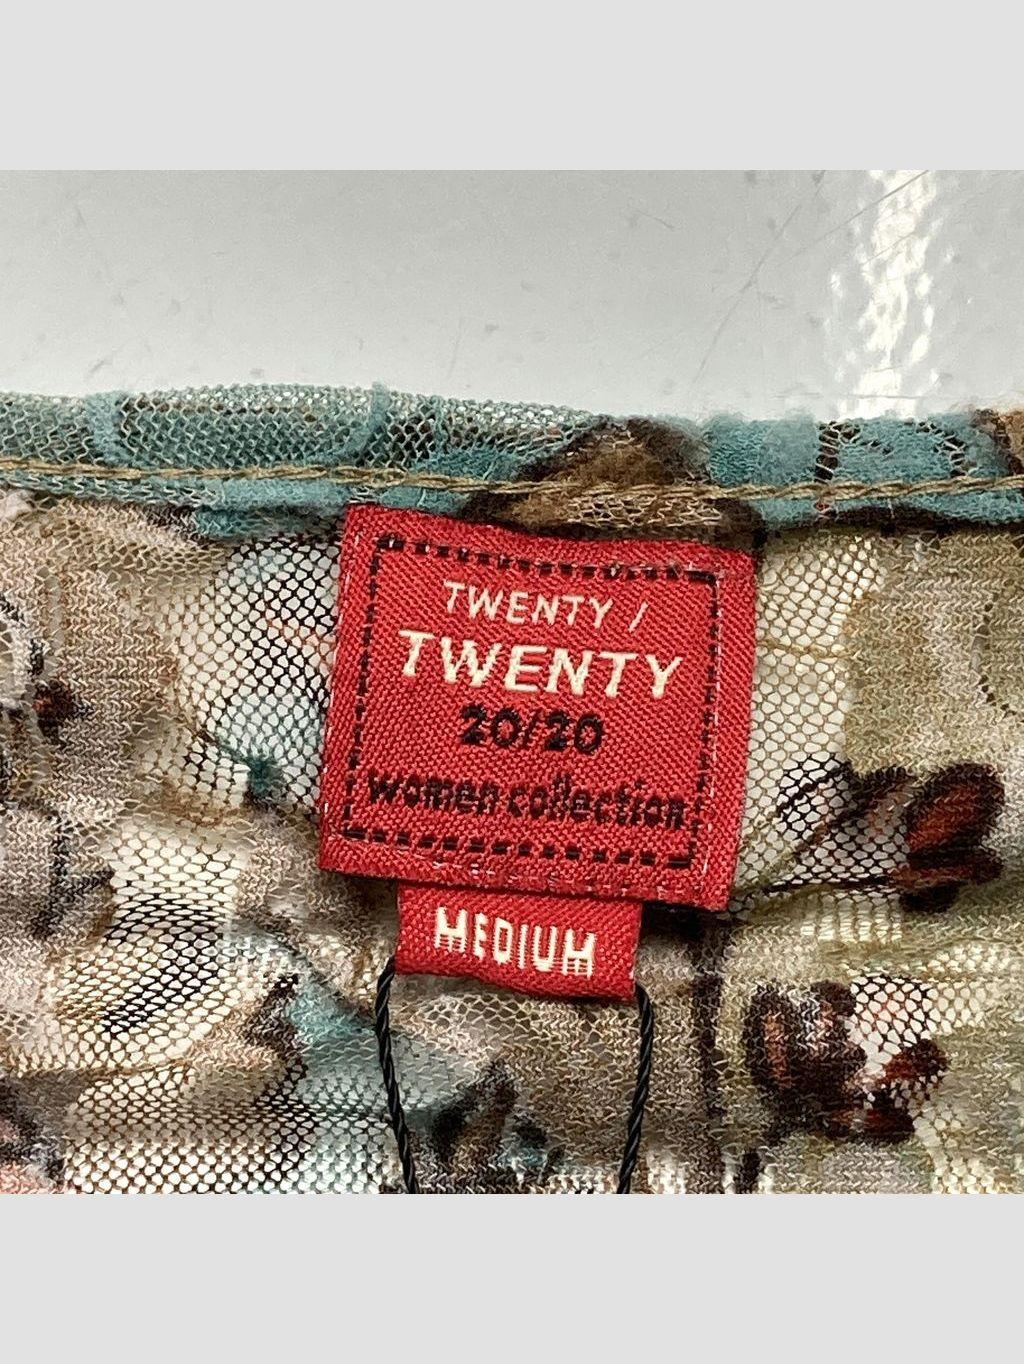 TWENTY /
TWENTY
20/20
women collection
MEDIUM